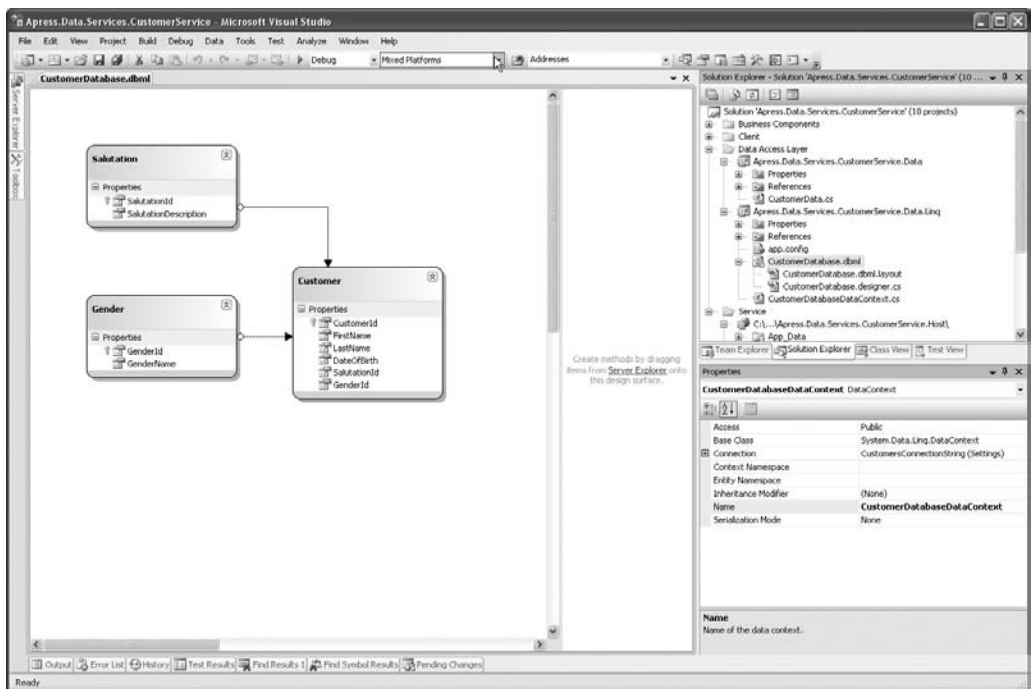 Apress.Data.Services.CustomerService - Microsoft Visual Studio
File Edit View Project Build Debug Data Tools Test Analyze Window Help
Debug Mixed Platforms Addresses
Server Explorer
Toolbox
CustomerDatabase.dbml
Salutation
Properties
SalutationId
SalutationDescription
Gender
Properties
GenderId
GenderName
Customer
Properties
CustomerId
FirstName
LastName
DateOfBirth
SalutationId
GenderId
Create methods by dragging
items from Server Explorer onto
this design surface.
Solution Explorer - Solution 'Apress.Data.Services.CustomerService' (10 ...
Solution 'Apress.Data.Services.CustomerService' (10 projects)
Business Components
Client
Data Access Layer
Apress.Data.Services.CustomerService.Data
Properties
References
CustomerData.cs
Apress.Data.Services.CustomerService.Data.Linq
Properties
References
app.config
CustomerDatabase.dbml
CustomerDatabase.dbml.layout
CustomerDatabase.designer.cs
CustomerDatabaseDataContext.cs
Service
C:\...\Apress.Data.Services.CustomerService.Host\
App_Data
Team Explorer Solution Explorer Class View Test View
Properties
CustomerDatabaseDataContext DataContext
Access Public
Base Class System.Data.Linq.DataContext
Connection CustomersConnectionString (Settings)
Context Namespace
Entity Namespace
Inheritance Modifier (None)
Name CustomerDatabaseDataContext
Serialization Mode None
Name
Name of the data context.
Output Error List History Test Results Find Results 1 Find Symbol Results Pending Changes
Ready